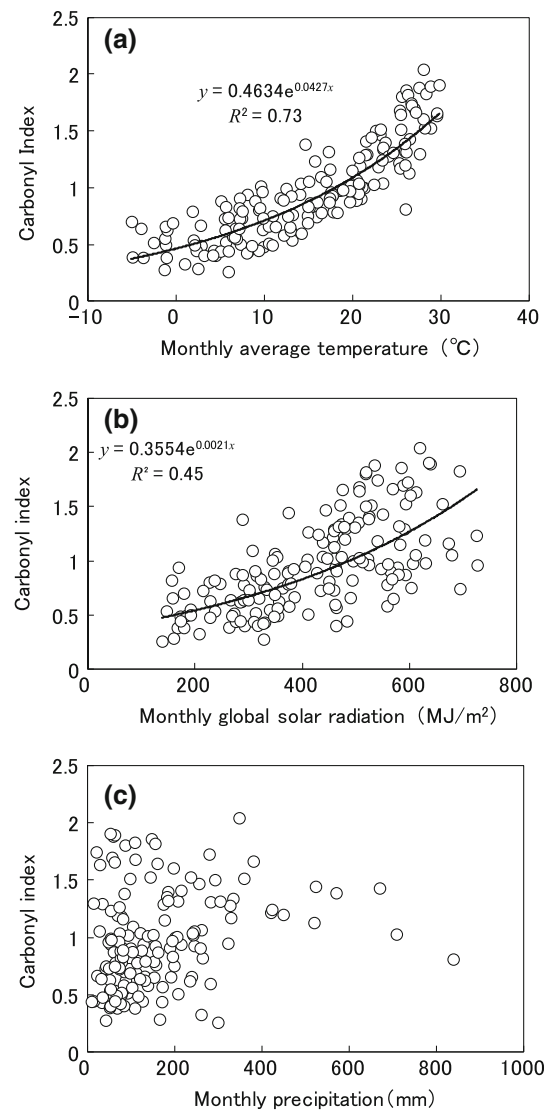 (a)
y = 0.4634e^0.0427x
R² = 0.73
2.5
2
1.5
1
0.5
0
Carbonyl Index
−10 0 10 20 30 40
Monthly average temperature (℃)
(b)
y = 0.3554e^0.0021x
R² = 0.45
2.5
2
1.5
1
0.5
0
Carbonyl index
0 200 400 600 800
Monthly global solar radiation (MJ/m²)
(c)
2.5
2
1.5
1
0.5
0
Carbonyl index
0 200 400 600 800 1000
Monthly precipitation(mm)